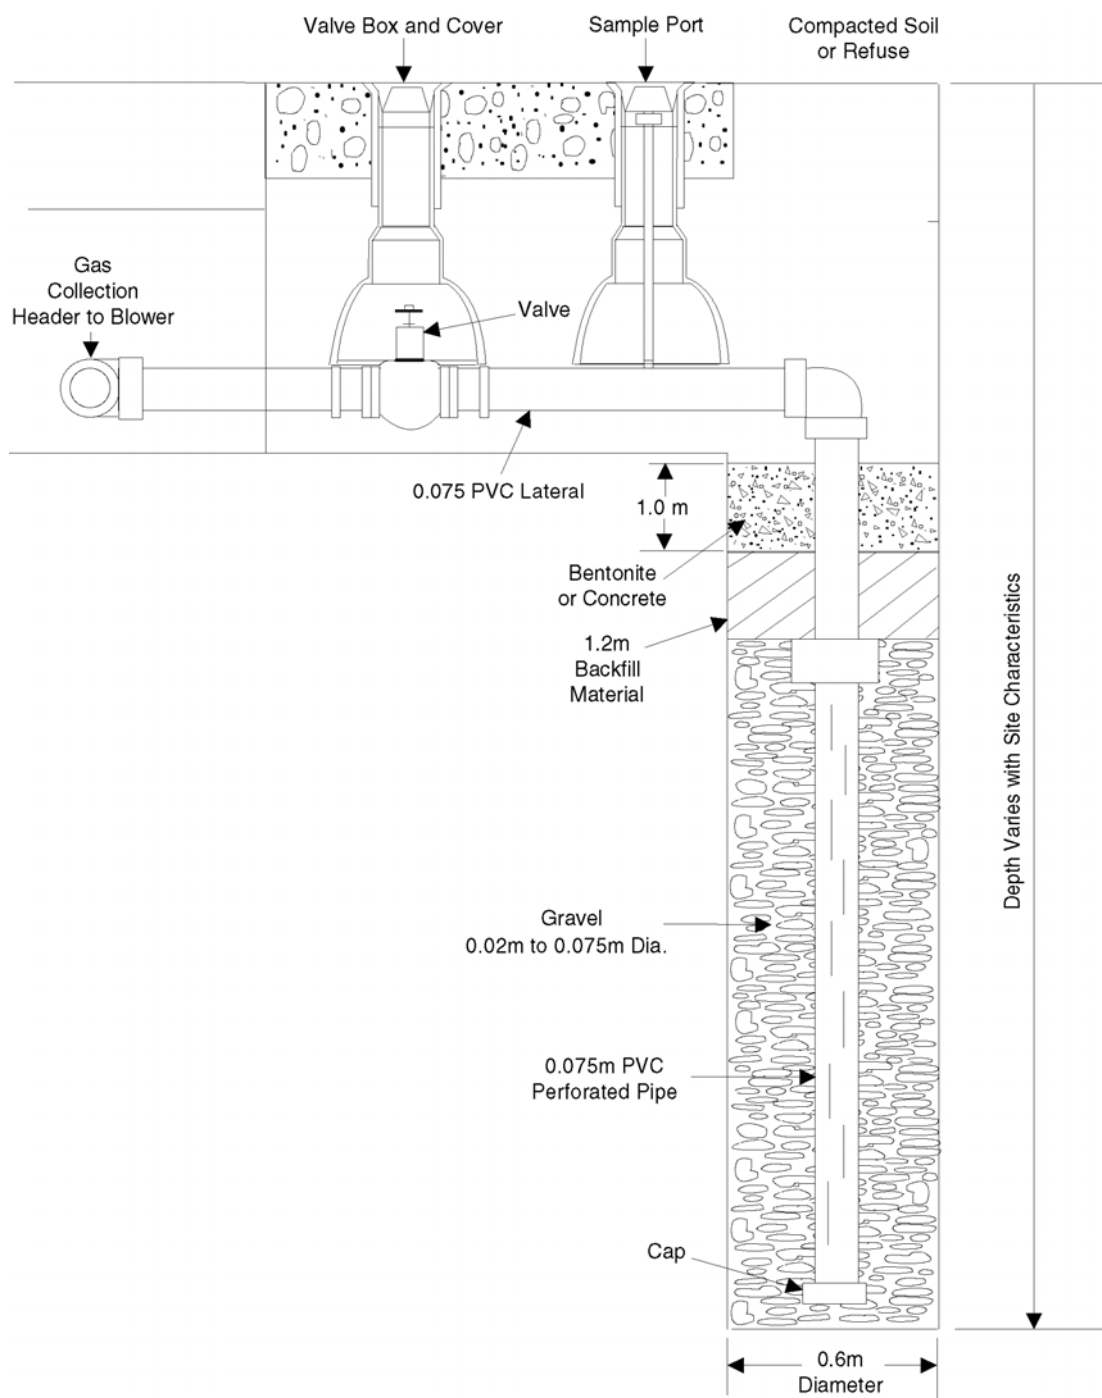 Valve Box and Cover
Sample Port
Compacted Soil
or Refuse
Gas
Collection
Header to Blower
Valve
0.075 PVC Lateral
1.0 m
Bentonite
or Concrete
1.2m
Backfill
Material
Depth Varies with Site Characteristics
Gravel
0.02m to 0.075m Dia.
0.075m PVC
Perforated Pipe
Cap
0.6m
Diameter